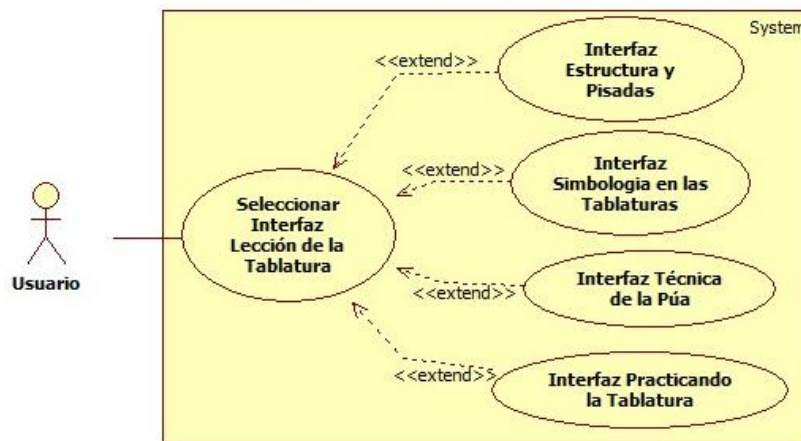 System
<<extend>>
Interfaz
Estructura y
Pisadas
<<extend>>
Interfaz
Simbologia en las
Tablaturas
Seleccionar
Interfaz
Lección de la
Tablatura
Usuario
<<extend>>
Interfaz Técnica
de la Púa
<<extend>>
Interfaz Practicando
la Tablatura